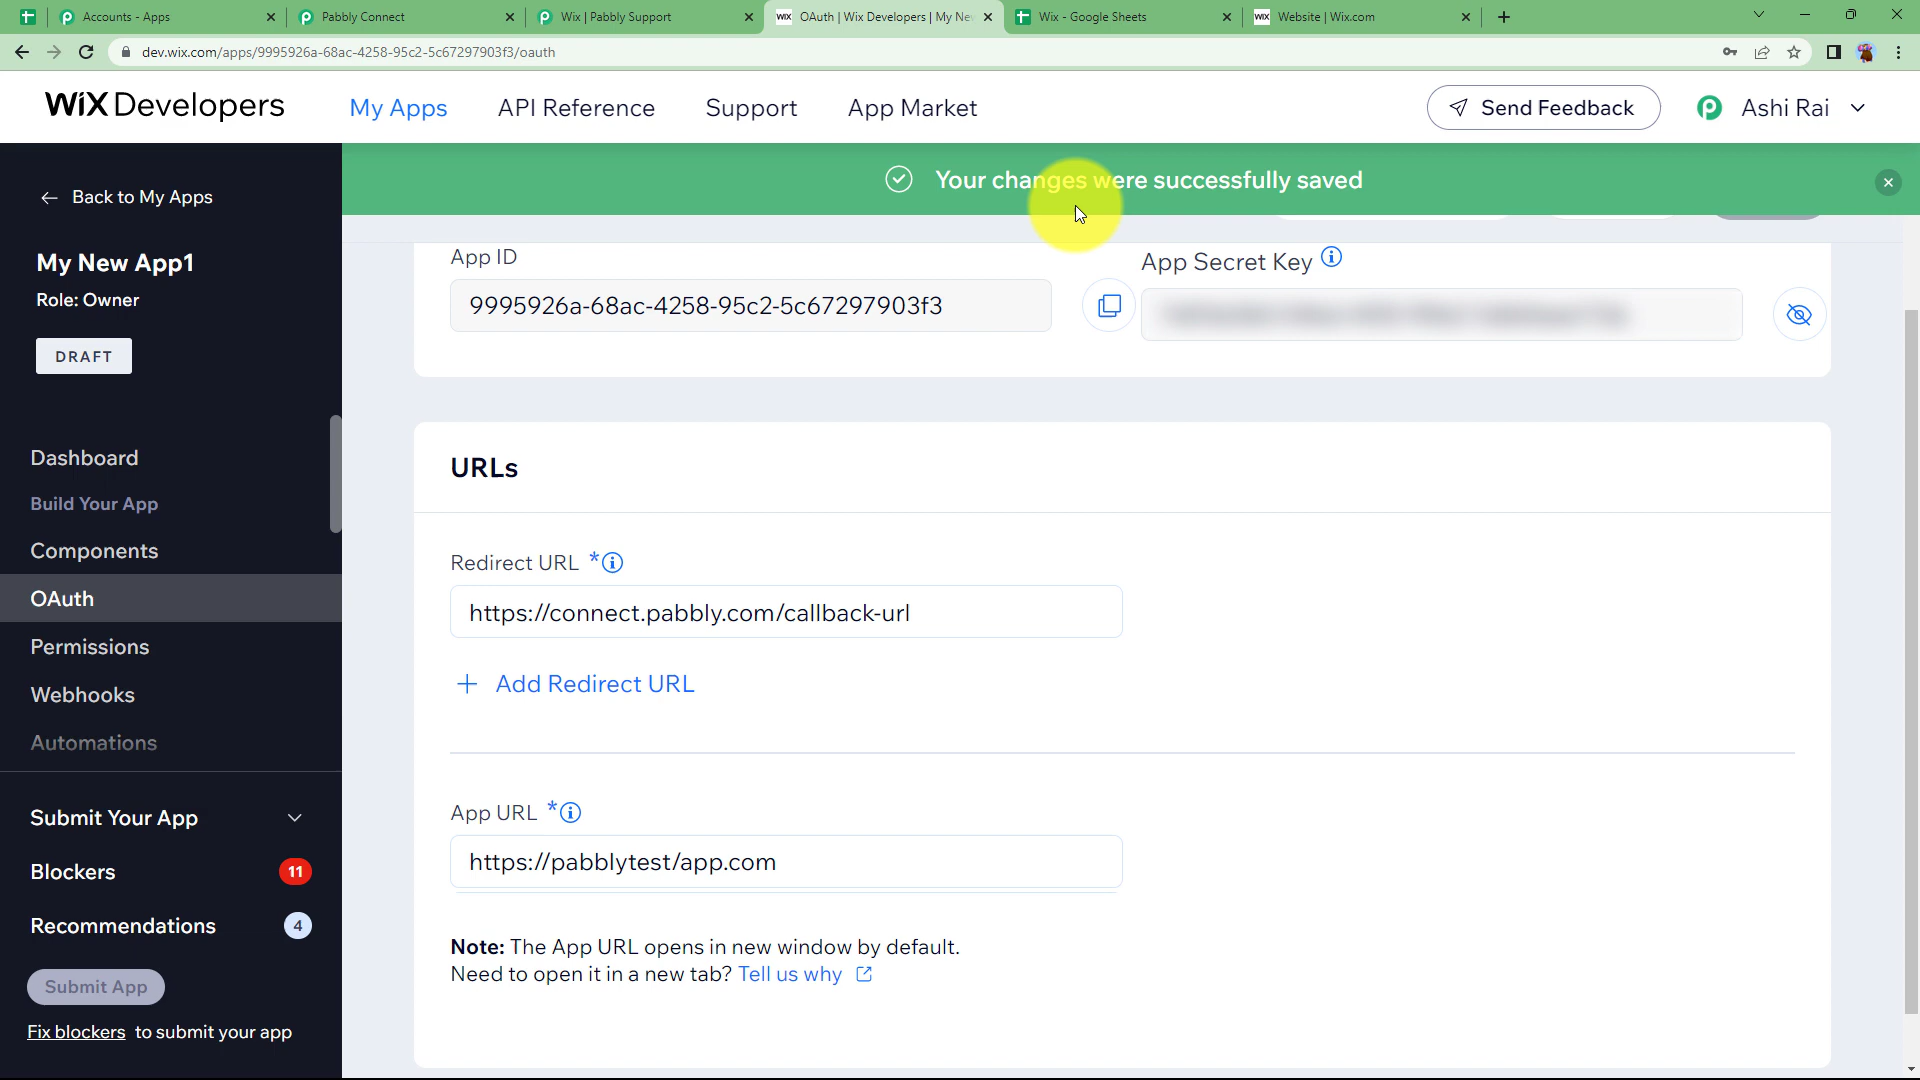 Accounts - Apps
Pabbly Connect
Wix | Pabbly Support
WIX OAuth | Wix Developers | My Ne
Wix - Google Sheets
WIX Website | Wix.com
dev.wix.com/apps/9995926a-68ac-4258-95c2-5c67297903f3/oauth
WIX Developers
My Apps
API Reference
Support
App Market
Send Feedback
Ashi Rai
Your changes were successfully saved
Back to My Apps
My New App1
Role: Owner
DRAFT
Dashboard
Build Your App
Components
OAuth
Permissions
Webhooks
Automations
Submit Your App
Blockers 11
Recommendations 4
Submit App
Fix blockers to submit your app
App ID
9995926a-68ac-4258-95c2-5c67297903f3
App Secret Key
URLs
Redirect URL *
https://connect.pabbly.com/callback-url
+ Add Redirect URL
App URL *
https://pabblytest/app.com
Note: The App URL opens in new window by default.
Need to open it in a new tab? Tell us why